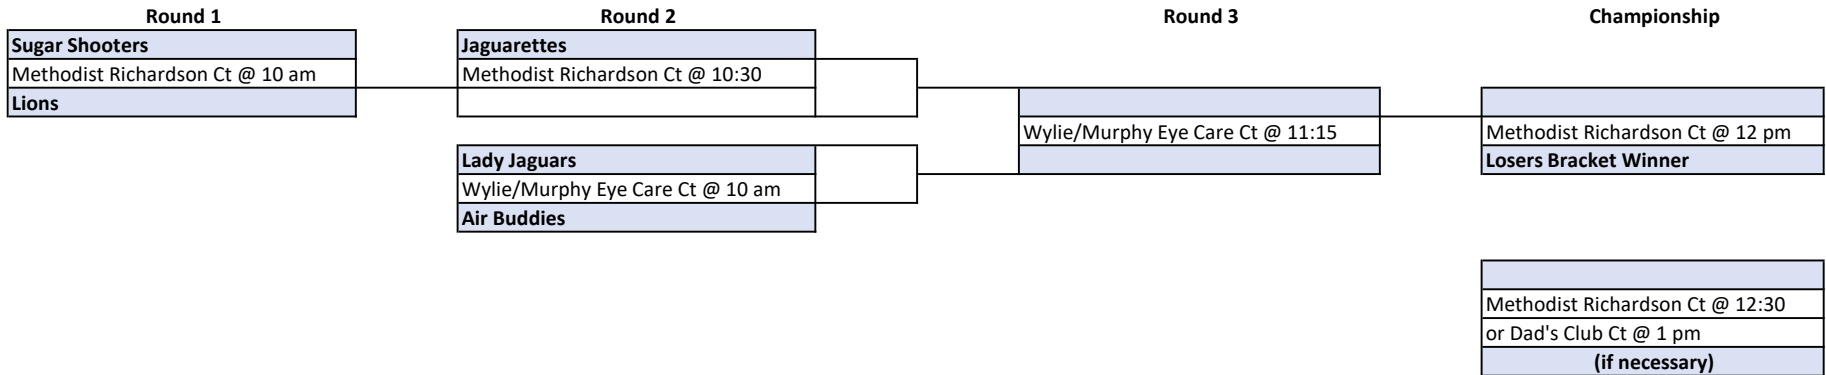 Round 1
Round 2
Round 3
Championship
Sugar Shooters
Methodist Richardson Ct @ 10 am
Lions
Jaguarettes
Methodist Richardson Ct @ 10:30
Lady Jaguars
Wylie/Murphy Eye Care Ct @ 10 am
Air Buddies
Wylie/Murphy Eye Care Ct @ 11:15
Methodist Richardson Ct @ 12 pm
Losers Bracket Winner
Methodist Richardson Ct @ 12:30
or Dad's Club Ct @ 1 pm
(if necessary)